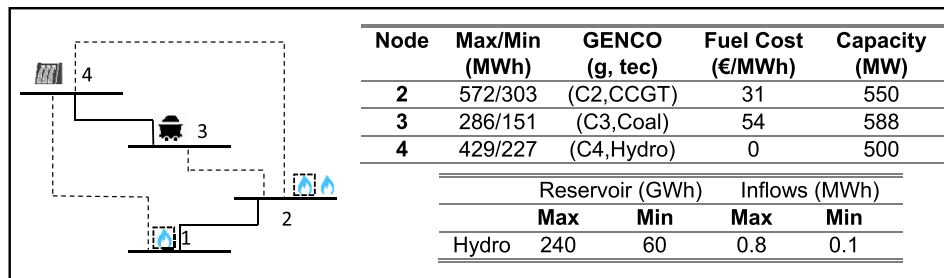 4
3
2
1
Node Max/Min (MWh) GENCO (g, tec) Fuel Cost (€/MWh) Capacity (MW)
2 572/303 (C2,CCGT) 31 550
3 286/151 (C3,Coal) 54 588
4 429/227 (C4,Hydro) 0 500
Reservoir (GWh) Inflows (MWh)
Max Min Max Min
Hydro 240 60 0.8 0.1